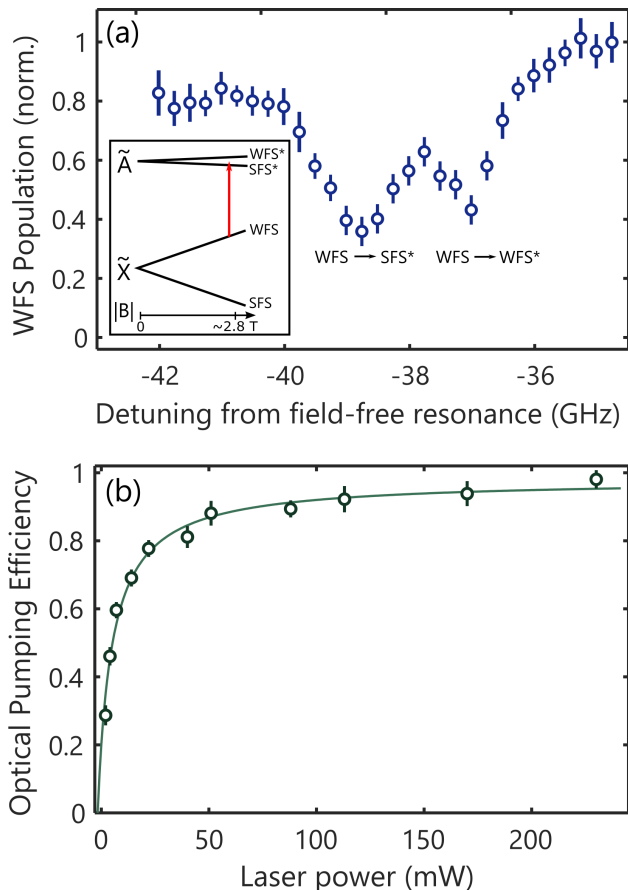 (a)
WFS Population (norm.)
1
0.8
0.6
0.4
0.2
0
Ã
WFS*
SFS*
WFS
X̃
SFS
|B|
0
~2.8 T
WFS → SFS*
WFS → WFS*
-42
-40
-38
-36
Detuning from field-free resonance (GHz)
(b)
Optical Pumping Efficiency
1
0.8
0.6
0.4
0.2
0
0
50
100
150
200
Laser power (mW)